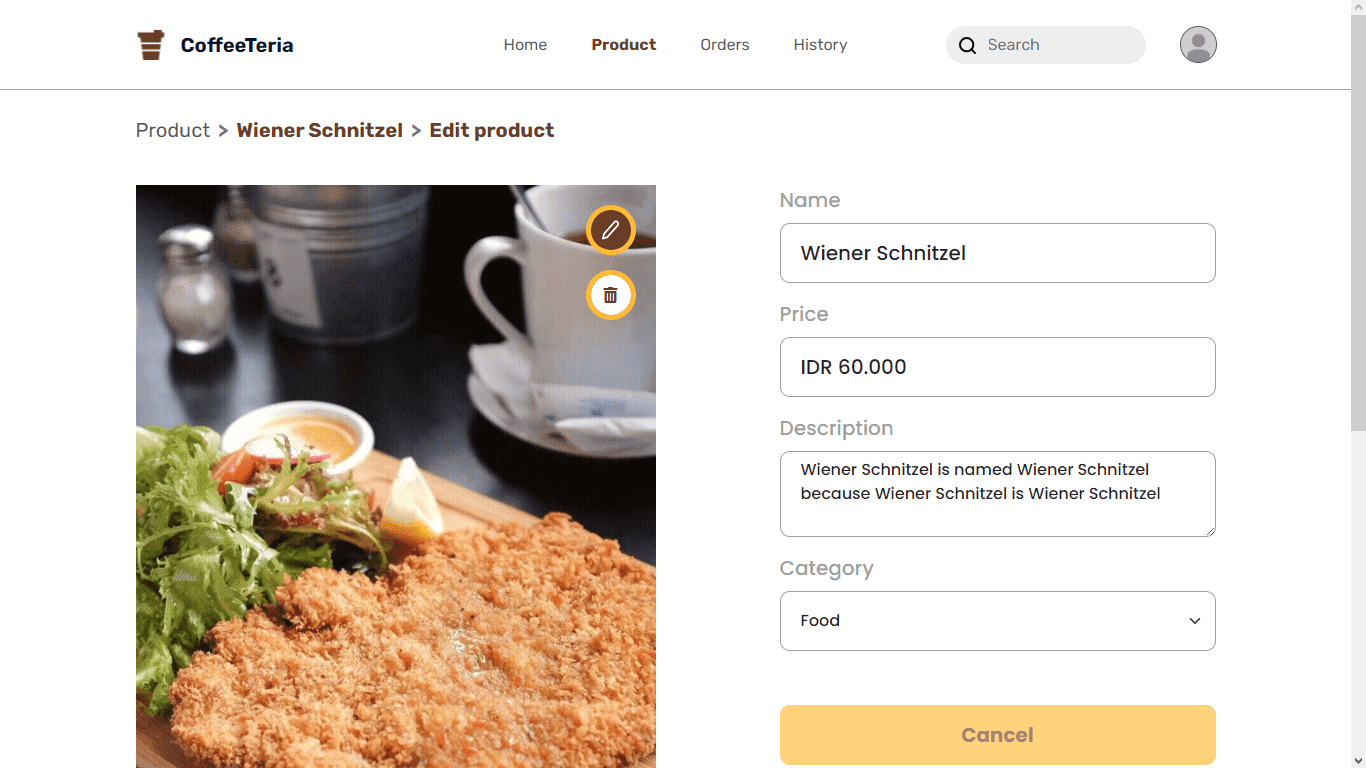 CoffeeTeria
Home Product Orders History
Search
Product > Wiener Schnitzel > Edit product
Name
Wiener Schnitzel
Price
IDR 60.000
Description
Wiener Schnitzel is named Wiener Schnitzel
because Wiener Schnitzel is Wiener Schnitzel
Category
Food
Cancel